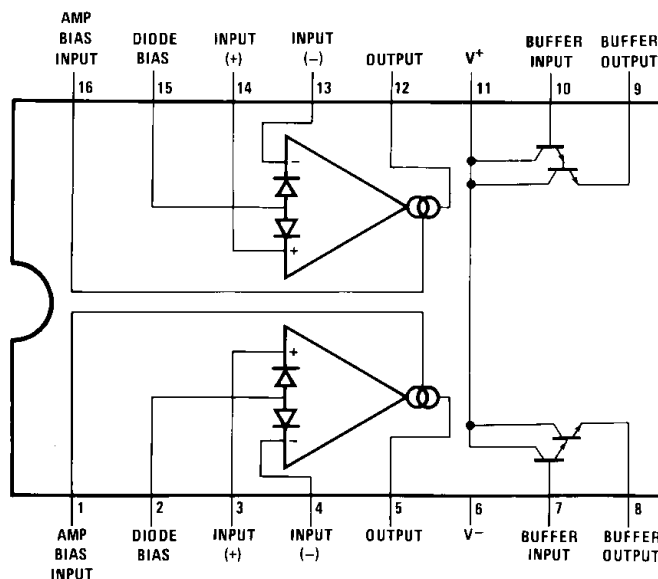 AMP
BIAS
INPUT
DIODE
BIAS
INPUT
(+)
INPUT
(−)
OUTPUT
V+
BUFFER
INPUT
BUFFER
OUTPUT
16 15 14 13 12 11 10 9
−
+
+
−
1 2 3 4 5 6 7 8
AMP
BIAS
INPUT
DIODE
BIAS
INPUT
(+)
INPUT
(−)
OUTPUT
V−
BUFFER
INPUT
BUFFER
OUTPUT